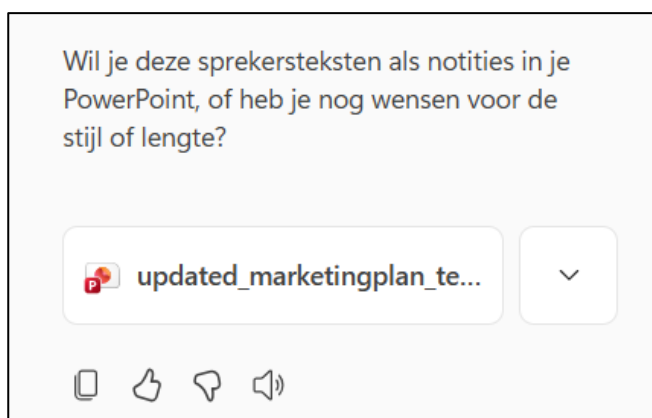 Wil je deze sprekersteksten als notities in je
PowerPoint, of heb je nog wensen voor de
stijl of lengte?
P updated_marketingplan_te...